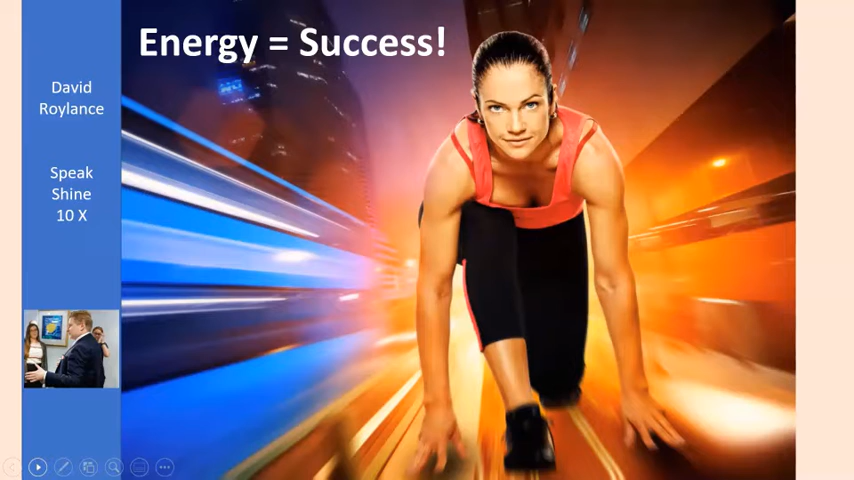 Energy = Success!
David
Roylance
Speak
Shine
10 X